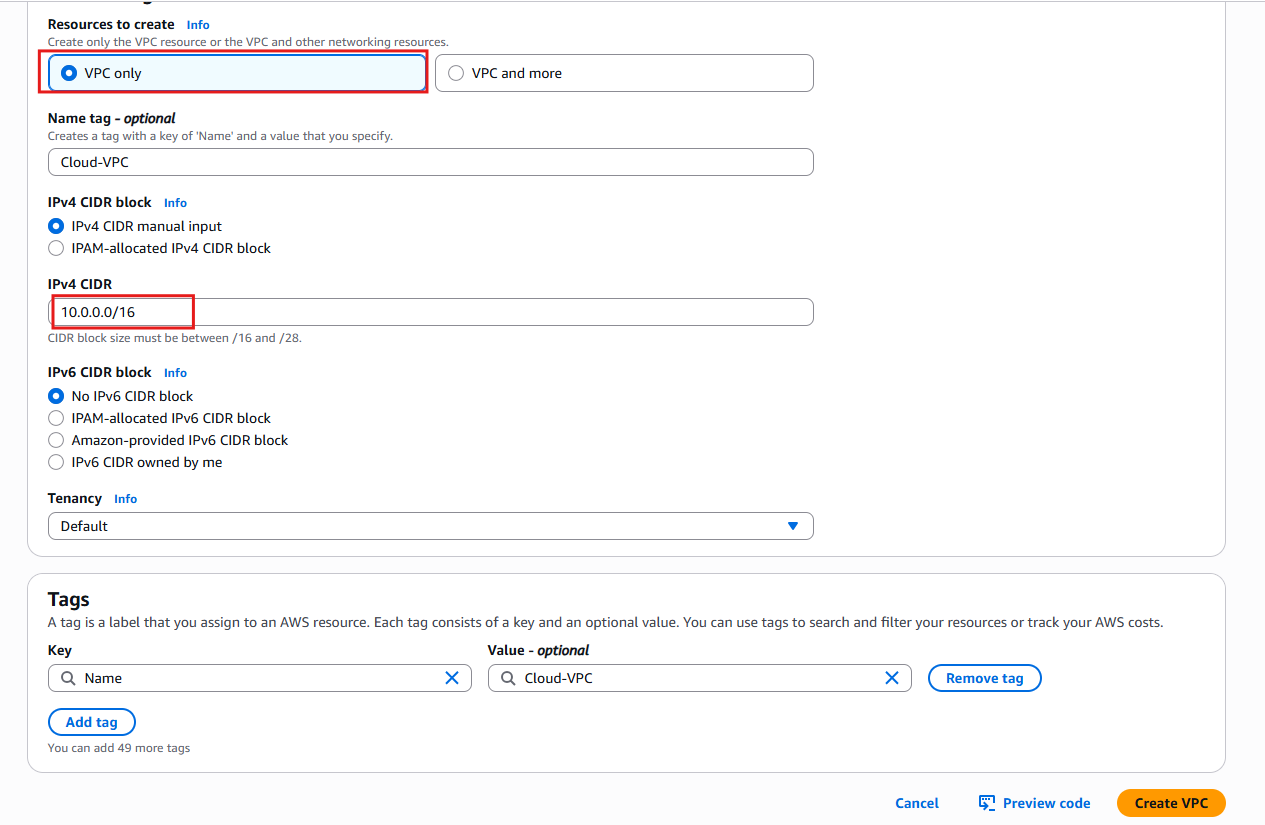 Resources to create Info
Create only the VPC resource or the VPC and other networking resources.
VPC only VPC and more
Name tag - optional
Creates a tag with a key of 'Name' and a value that you specify.
Cloud-VPC
IPv4 CIDR block Info
IPv4 CIDR manual input
IPAM-allocated IPv4 CIDR block
IPv4 CIDR
10.0.0.0/16
CIDR block size must be between /16 and /28.
IPv6 CIDR block Info
No IPv6 CIDR block
IPAM-allocated IPv6 CIDR block
Amazon-provided IPv6 CIDR block
IPv6 CIDR owned by me
Tenancy Info
Default
Tags
A tag is a label that you assign to an AWS resource. Each tag consists of a key and an optional value. You can use tags to search and filter your resources or track your AWS costs.
Key Value - optional
Name Cloud-VPC Remove tag
Add tag
You can add 49 more tags
Cancel Preview code Create VPC